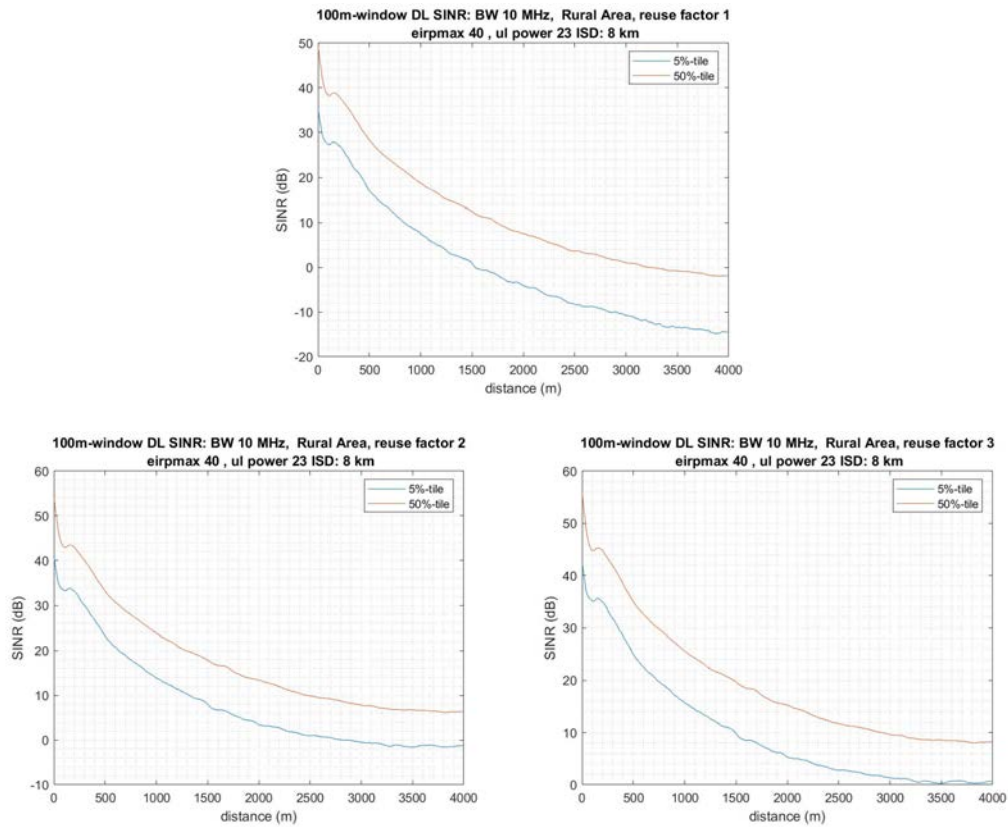 100m-window DL SINR: BW 10 MHz,  Rural Area, reuse factor 1
eirpmax 40 , ul power 23 ISD: 8 km
5%-tile
50%-tile
50
40
30
20
10
0
-10
-20
SINR (dB)
0 500 1000 1500 2000 2500 3000 3500 4000
distance (m)
100m-window DL SINR: BW 10 MHz,  Rural Area, reuse factor 2
eirpmax 40 , ul power 23 ISD: 8 km
5%-tile
50%-tile
60
50
40
30
20
10
0
-10
SINR (dB)
0 500 1000 1500 2000 2500 3000 3500 4000
distance (m)
100m-window DL SINR: BW 10 MHz,  Rural Area, reuse factor 3
eirpmax 40 , ul power 23 ISD: 8 km
5%-tile
50%-tile
60
50
40
30
20
10
0
SINR (dB)
0 500 1000 1500 2000 2500 3000 3500 4000
distance (m)